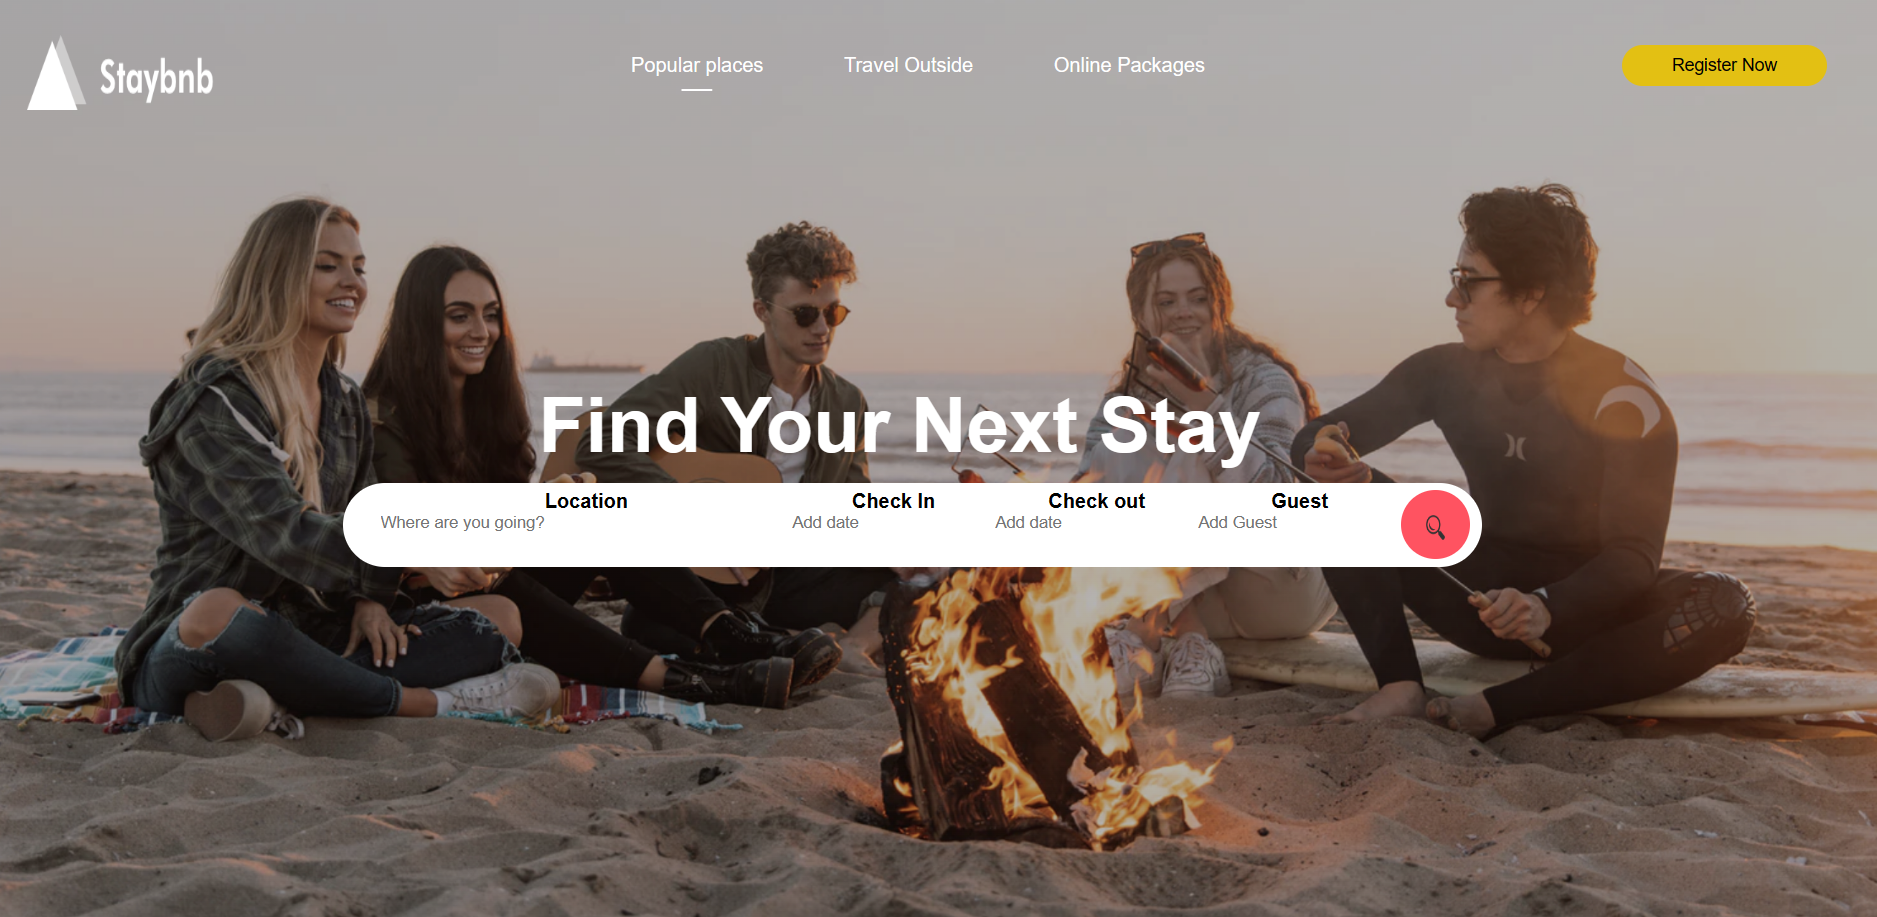 Staybnb
Popular places
Travel Outside
Online Packages
Register Now
Find Your Next Stay
Location
Where are you going?
Check In
Add date
Check out
Add date
Guest
Add Guest